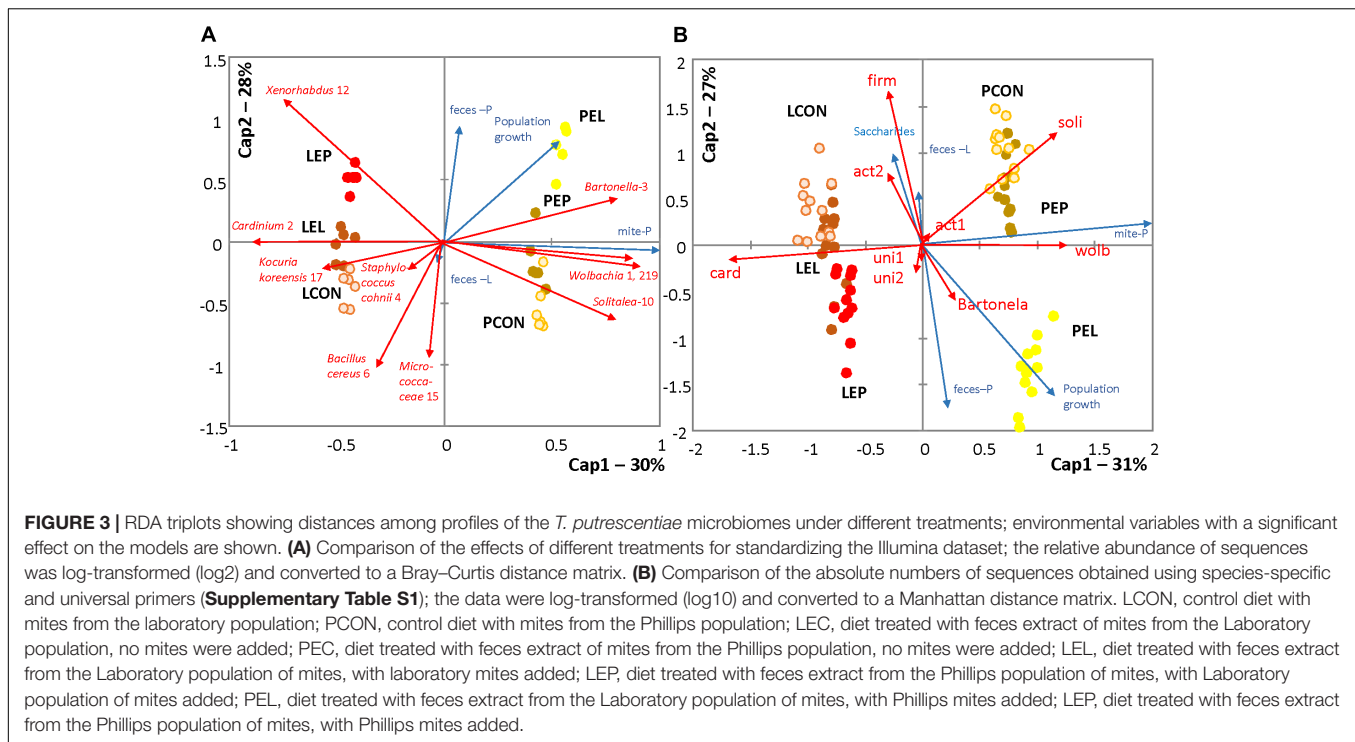 A
1.5
1
0.5
0
-0.5
-1
-1.5
-1
-0.5
0
0.5
1
Cap2 – 28%
Cap1 – 30%
Xenorhabdus 12
feces –P
Population
growth
PEL
LEP
PEP
Bartonella-3
Cardinium 2
LEL
mite-P
Kocuria
koreensis 17
Staphylo
coccus
cohnii 4
feces –L
Wolbachia 1, 219
Solitalea-10
LCON
PCON
Bacillus
cereus 6
Micro-
cocca-
ceae 15
B
2
1.5
1
0.5
0
-0.5
-1
-1.5
-2
-2
-1.5
-1
-0.5
0
0.5
1
1.5
2
Cap2 – 27%
Cap1 – 31%
firm
LCON
PCON
soli
Saccharides
feces –L
act2
PEP
act1
mite-P
card
LEL
uni1
uni2
wolb
Bartonela
PEL
LEP
feces–P
Population
growth
FIGURE 3 | RDA triplots showing distances among profiles of the T. putrescentiae microbiomes under different treatments; environmental variables with a significant
effect on the models are shown. (A) Comparison of the effects of different treatments for standardizing the Illumina dataset; the relative abundance of sequences
was log-transformed (log2) and converted to a Bray–Curtis distance matrix. (B) Comparison of the absolute numbers of sequences obtained using species-specific
and universal primers (Supplementary Table S1); the data were log-transformed (log10) and converted to a Manhattan distance matrix. LCON, control diet with
mites from the laboratory population; PCON, control diet with mites from the Phillips population; LEC, diet treated with feces extract of mites from the Laboratory
population, no mites were added; PEC, diet treated with feces extract of mites from the Phillips population, no mites were added; LEL, diet treated with feces extract
from the Laboratory population of mites, with laboratory mites added; LEP, diet treated with feces extract from the Phillips population of mites, with Laboratory
population of mites added; PEL, diet treated with feces extract from the Laboratory population of mites, with Phillips mites added; LEP, diet treated with feces extract
from the Phillips population of mites, with Phillips mites added.